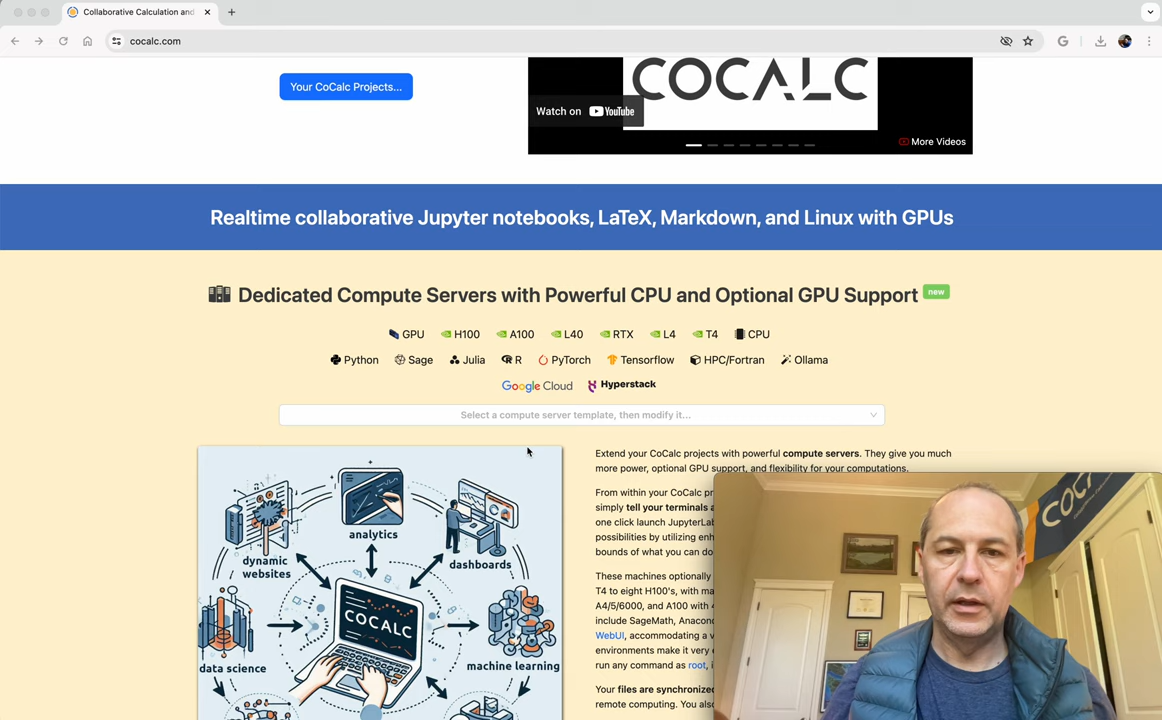 Collaborative Calculation and
cocalc.com
Your CoCalc Projects...
COCALC
Watch on YouTube
More Videos
Realtime collaborative Jupyter notebooks, LaTeX, Markdown, and Linux with GPUs
Dedicated Compute Servers with Powerful CPU and Optional GPU Support new
GPU H100 A100 L40 RTX L4 T4 CPU
Python Sage Julia R PyTorch Tensorflow HPC/Fortran Ollama
Google Cloud Hyperstack
Select a compute server template, then modify it...
analytics
dynamic
websites
dashboards
COCALC
data science
machine learning
Extend your CoCalc projects with powerful compute servers. They give you much
more power, optional GPU support, and flexibility for your computations.
From within your CoCalc pr
simply tell your terminals a
one click launch JupyterLab
possibilities by utilizing enh
bounds of what you can do
These machines optionally
T4 to eight H100's, with ma
A4/5/6000, and A100 with
include SageMath, Anacon
WebUI, accommodating a v
environments make it very e
run any command as root, i
Your files are synchronized
remote computing. You also
COCA